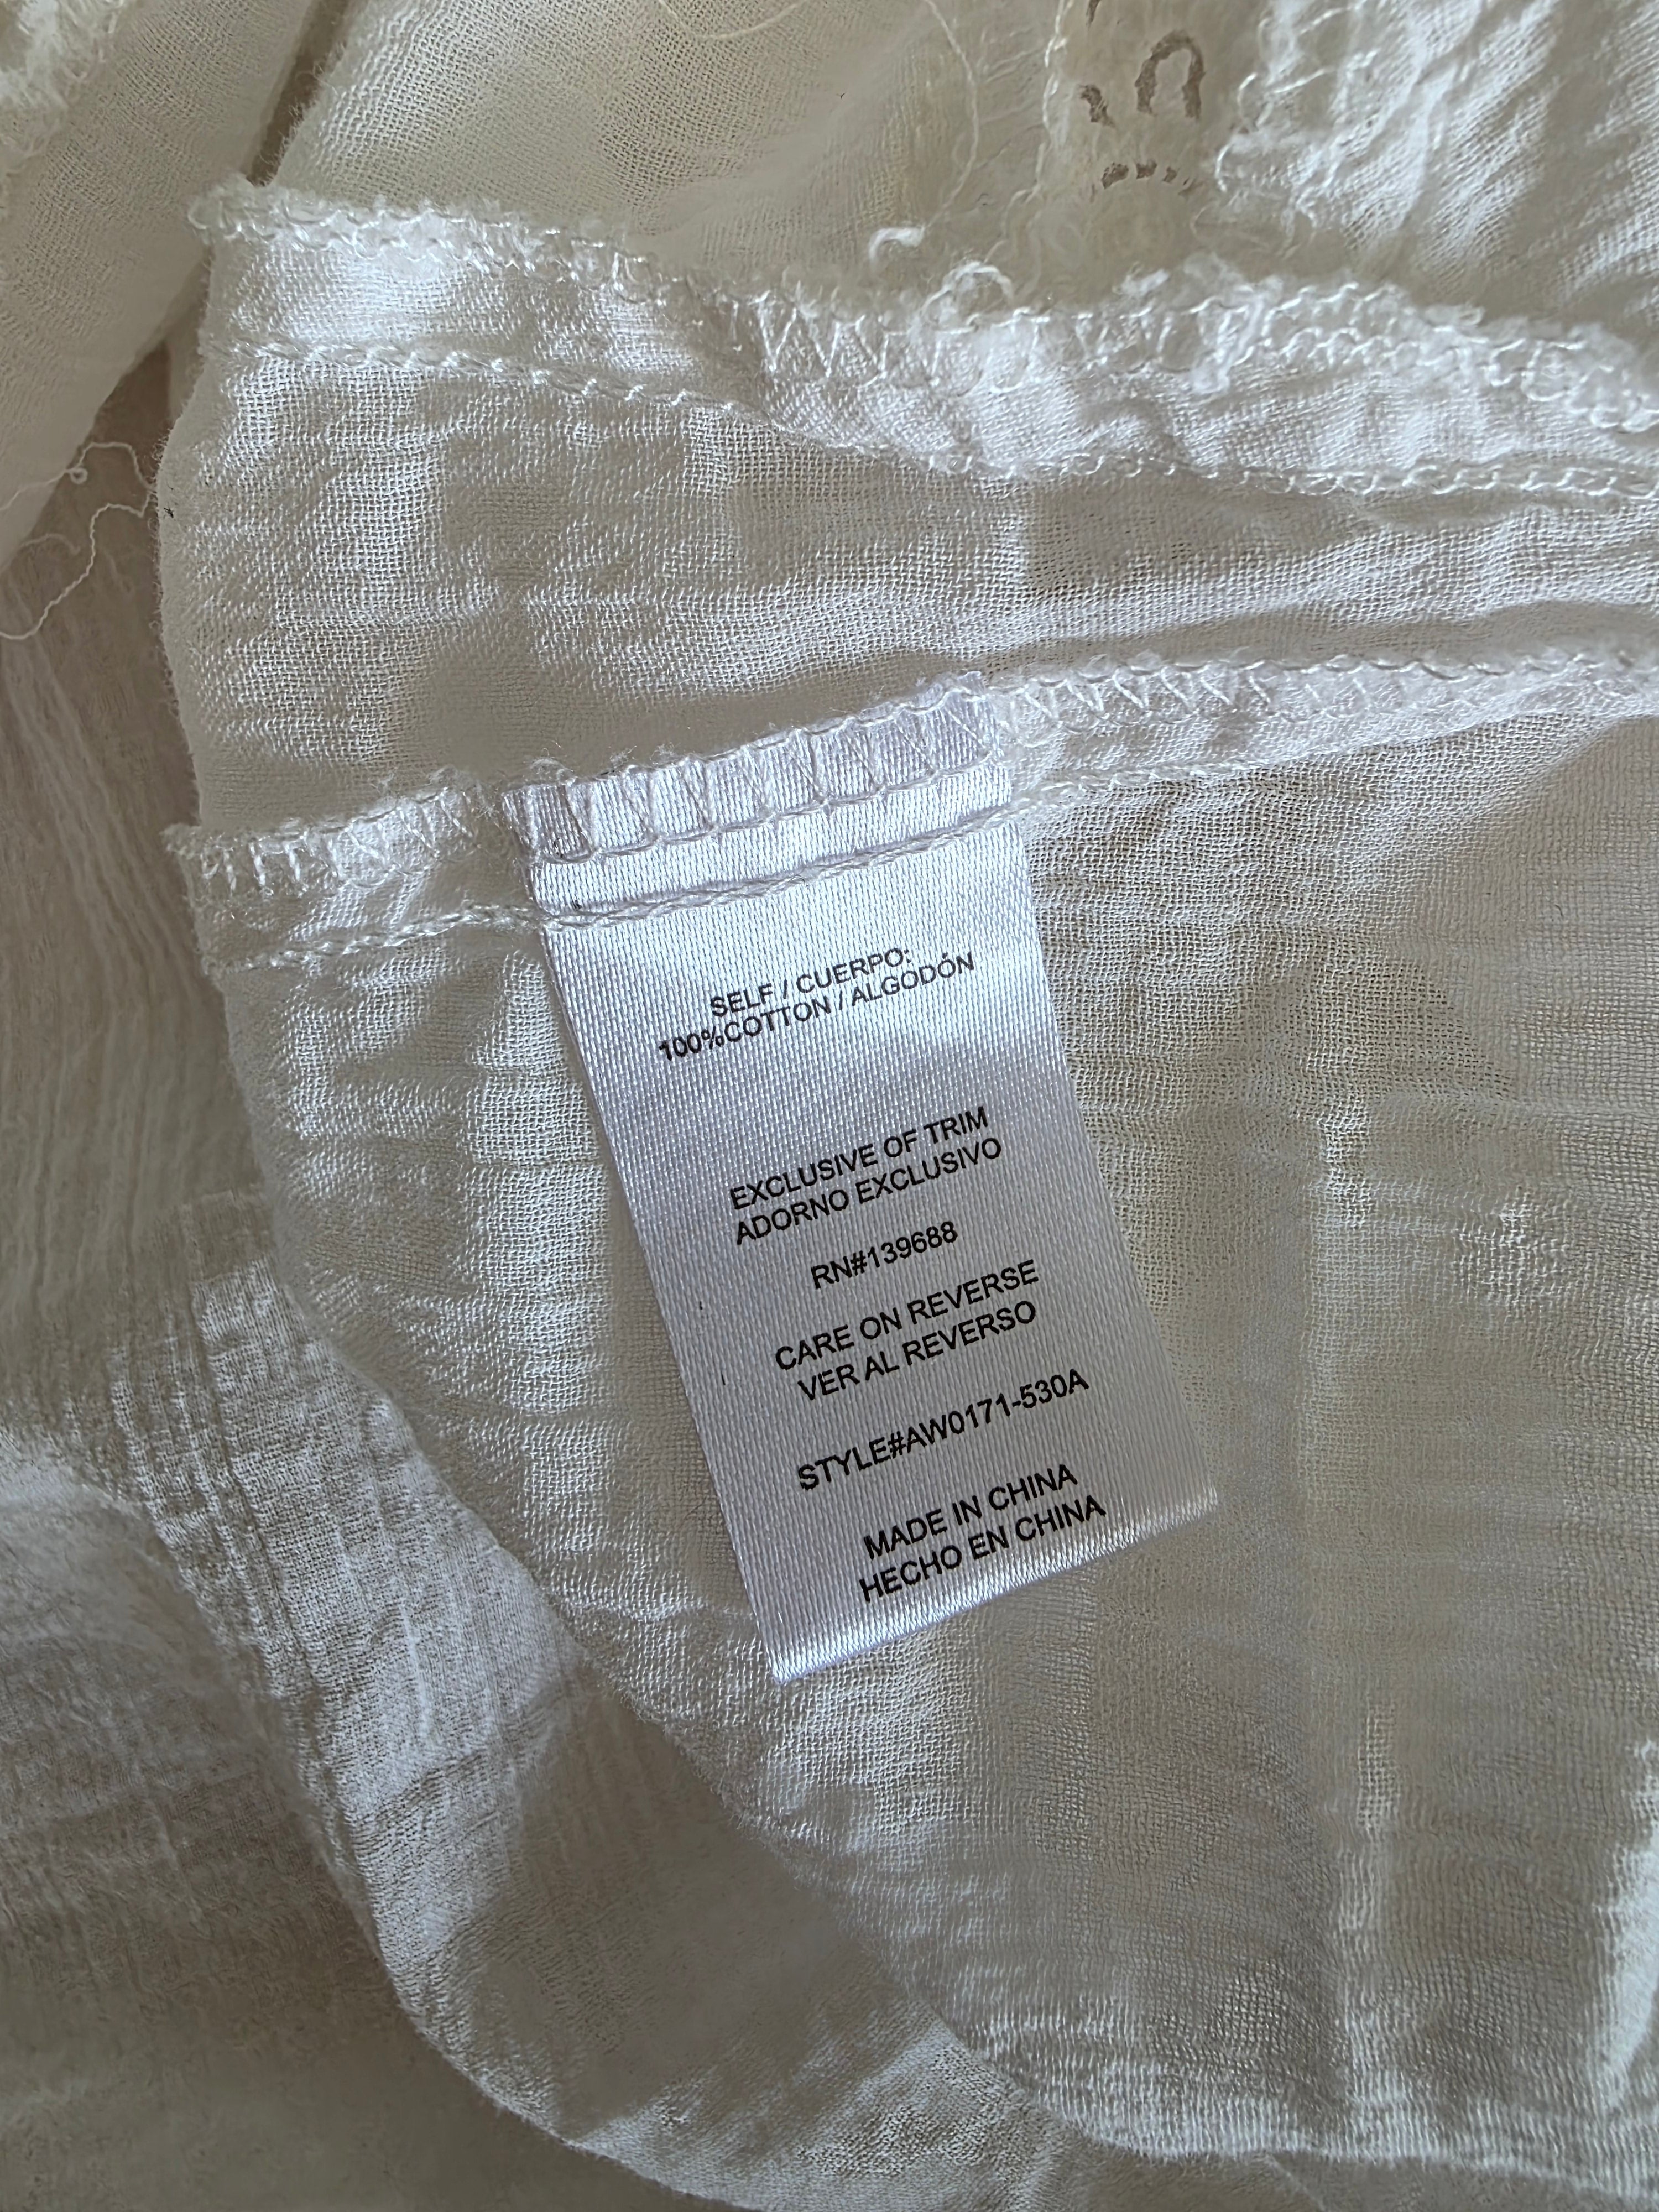 SELF / CUERPO:
100%COTTON / ALGODÓN
EXCLUSIVE OF TRIM
ADORNO EXCLUSIVO
RN#139688
CARE ON REVERSE
VER AL REVERSO
STYLE#AW0171-530A
MADE IN CHINA
HECHO EN CHINA